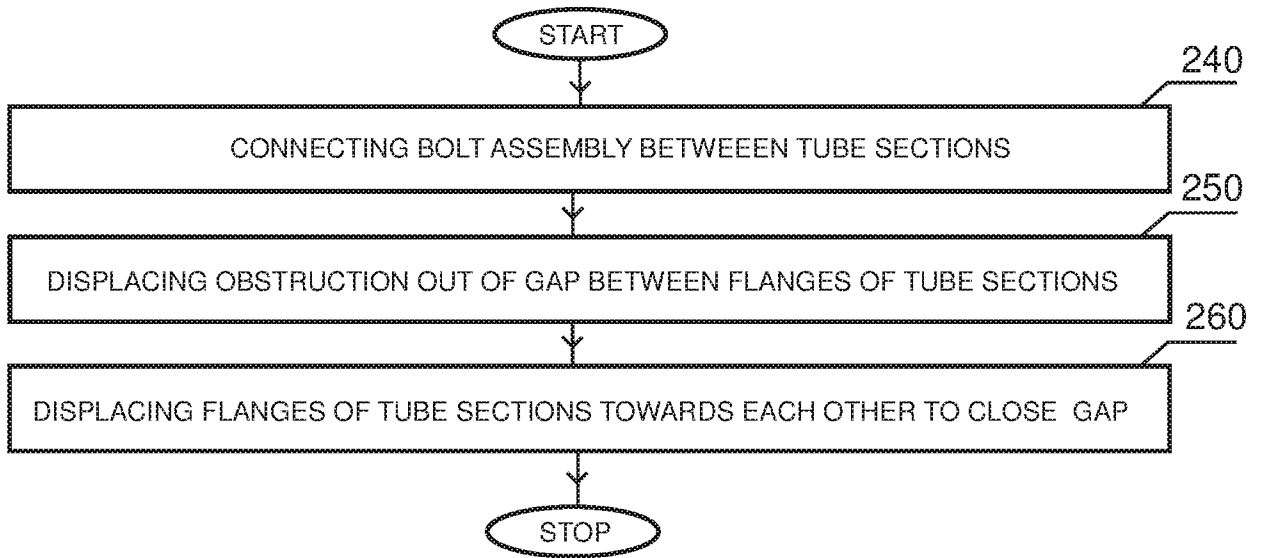 START
240
CONNECTING BOLT ASSEMBLY BETWEEEN TUBE SECTIONS
250
DISPLACING OBSTRUCTION OUT OF GAP BETWEEN FLANGES OF TUBE SECTIONS
260
DISPLACING FLANGES OF TUBE SECTIONS TOWARDS EACH OTHER TO CLOSE GAP
STOP